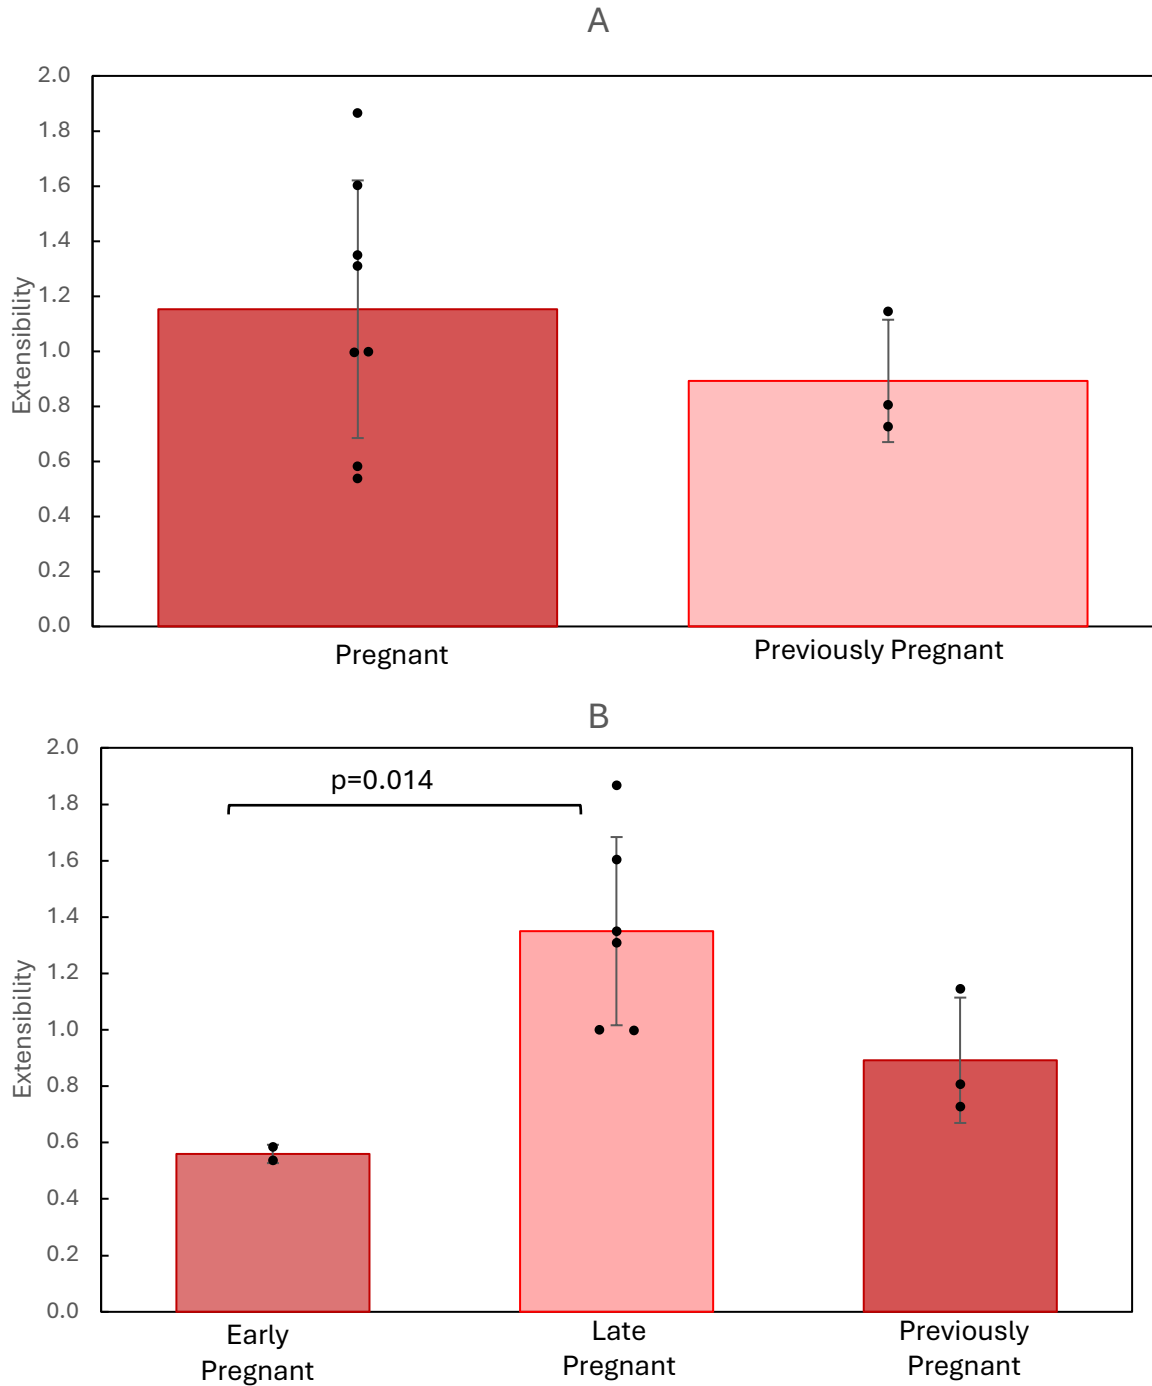 A
Extensibility
2.0
1.8
1.6
1.4
1.2
1.0
0.8
0.6
0.4
0.2
0.0
Pregnant
Previously Pregnant
B
Extensibility
2.0
1.8
1.6
1.4
1.2
1.0
0.8
0.6
0.4
0.2
0.0
p=0.014
Early
Pregnant
Late
Pregnant
Previously
Pregnant